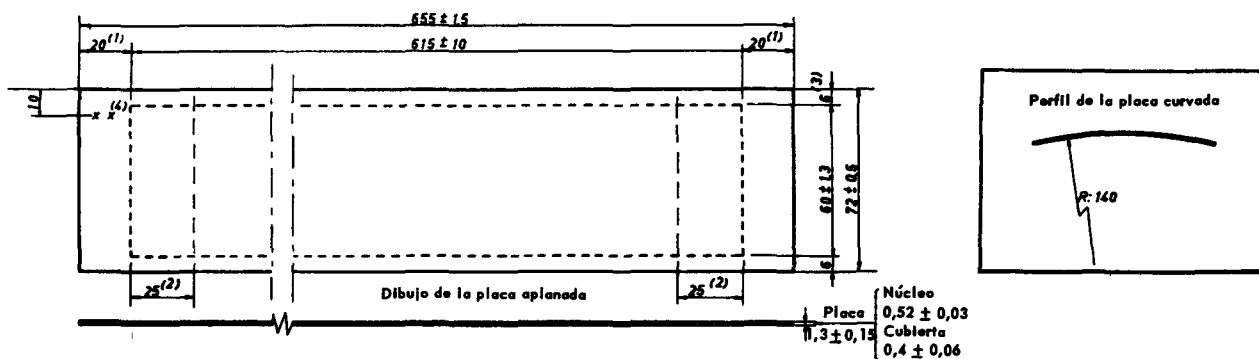 655 ± 1.5
20(1)
615 ± 10
20(1)
10
x x (4)
6(3)
60 ± 1.3
72 ± 0.6
6
25(2)
Dibujo de la placa aplanada
25(2)
Placa
1,3 ± 0,15
Núcleo
0,52 ± 0,03
Cubierta
0,4 ± 0,06
Perfil de la placa curvada
R: 140